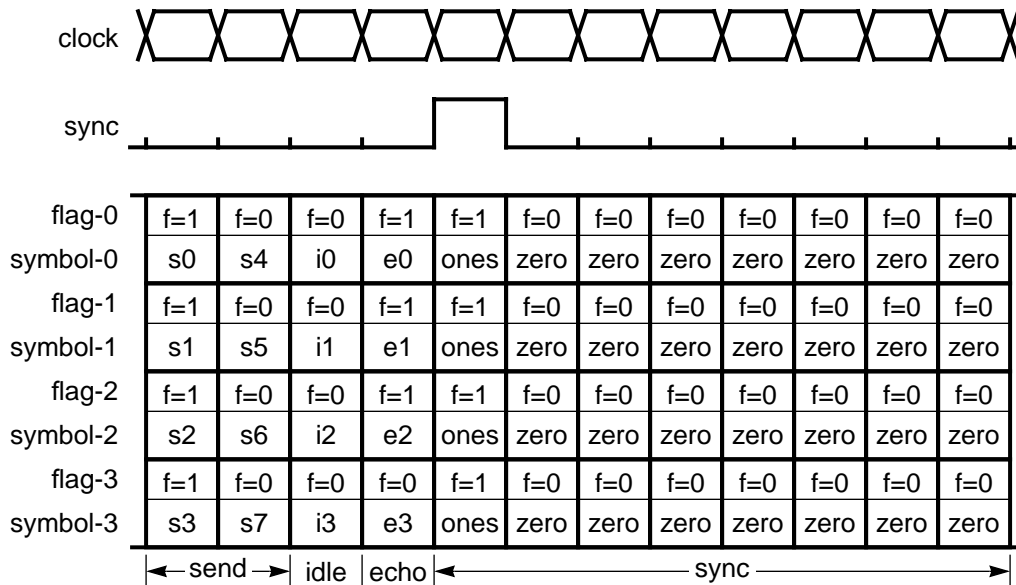 clock
sync
flag-0 f=1 f=0 f=0 f=1 f=1 f=0 f=0 f=0 f=0 f=0 f=0 f=0
symbol-0 s0 s4 i0 e0 ones zero zero zero zero zero zero zero
flag-1 f=1 f=0 f=0 f=1 f=1 f=0 f=0 f=0 f=0 f=0 f=0 f=0
symbol-1 s1 s5 i1 e1 ones zero zero zero zero zero zero zero
flag-2 f=1 f=0 f=0 f=1 f=1 f=0 f=0 f=0 f=0 f=0 f=0 f=0
symbol-2 s2 s6 i2 e2 ones zero zero zero zero zero zero zero
flag-3 f=1 f=0 f=0 f=0 f=1 f=0 f=0 f=0 f=0 f=0 f=0 f=0
symbol-3 s3 s7 i3 e3 ones zero zero zero zero zero zero zero
send idle echo sync